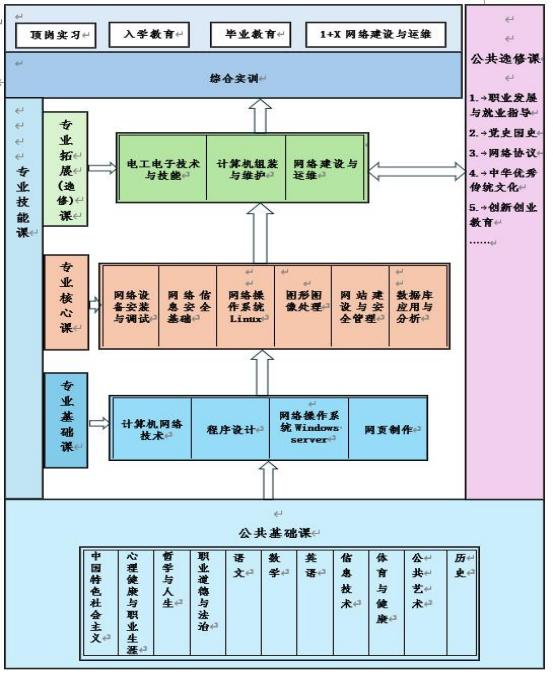 顶岗实习
入学教育
毕业教育
1+X 网络建设与运维
综合实训
公共选修课
1.→职业发展
与就业指导
2.→党史国史
3.→网络协议
4.→中华优秀
传统文化
5.→创新创业
教育
……
专业技能课
专业拓展(选修)课
电工电子技术
与技能
计算机组装
与维护
网络建设与
运维
专业核心课
网络设
备安装
与调试
网络信
息安全
基础
网络操
作系统
Linux
图形图
像处理
网站建
设与安
全管理
数据库
应用与
分析
专业基础课
计算机网络
技术
程序设计
网络操作系
统 Windows
server
网页制作
公共基础课
中国特色社会主义
心理健康与职业生涯
哲学与人生
职业道德与法治
语文
数学
英语
信息技术
体育与健康
公共艺术
历史